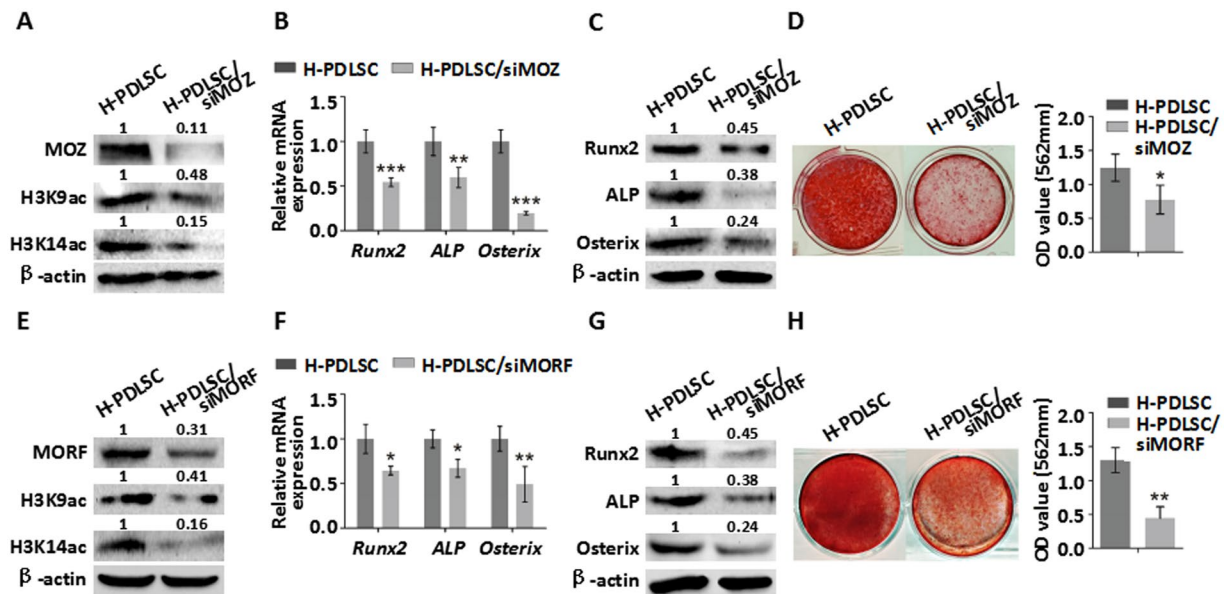 A
H-PDLSC
H-PDLSC/
siMOZ
1 0.11
MOZ
1 0.48
H3K9ac
1 0.15
H3K14ac
β-actin
B
H-PDLSC H-PDLSC/siMOZ
Relative mRNA
expression
1.5
1.0
0.5
0.0
*** ** ***
Runx2 ALP Osterix
C
H-PDLSC
H-PDLSC/
siMOZ
1 0.45
Runx2
1 0.38
ALP
1 0.24
Osterix
β-actin
D
H-PDLSC
H-PDLSC/
siMOZ
H-PDLSC
H-PDLSC/
siMOZ
OD value (562mm)
2.0
1.5
1.0
0.5
0.0
*
E
H-PDLSC
H-PDLSC/
siMORF
1 0.31
MORF
1 0.41
H3K9ac
1 0.16
H3K14ac
β-actin
F
H-PDLSC H-PDLSC/siMORF
Relative mRNA
expression
1.5
1.0
0.5
0.0
* * **
Runx2 ALP Osterix
G
H-PDLSC
H-PDLSC/
siMORF
1 0.45
Runx2
1 0.38
ALP
1 0.24
Osterix
β-actin
H
H-PDLSC
H-PDLSC/
siMORF
H-PDLSC
H-PDLSC/
siMORF
OD value (562mm)
2.0
1.5
1.0
0.5
0.0
**